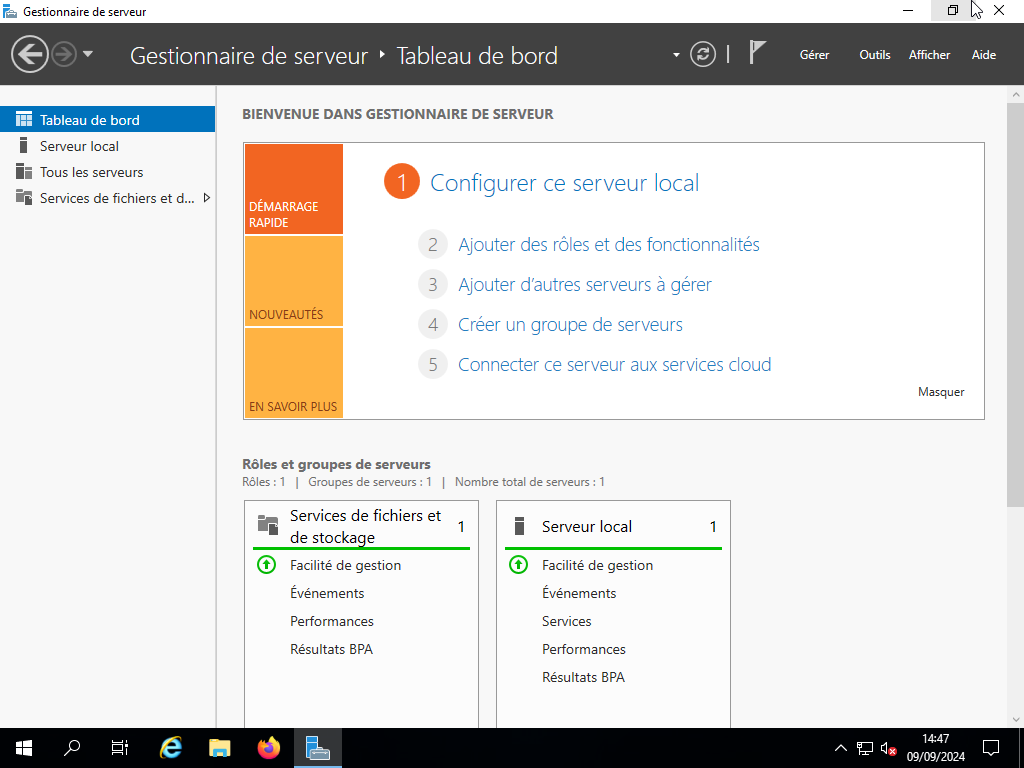 Gestionnaire de serveur
Gestionnaire de serveur ‣ Tableau de bord
Gérer Outils Afficher Aide
Tableau de bord
Serveur local
Tous les serveurs
Services de fichiers et d...
BIENVENUE DANS GESTIONNAIRE DE SERVEUR
DÉMARRAGE
RAPIDE
NOUVEAUTÉS
EN SAVOIR PLUS
1 Configurer ce serveur local
2 Ajouter des rôles et des fonctionnalités
3 Ajouter d’autres serveurs à gérer
4 Créer un groupe de serveurs
5 Connecter ce serveur aux services cloud
Masquer
Rôles et groupes de serveurs
Rôles : 1 | Groupes de serveurs : 1 | Nombre total de serveurs : 1
Services de fichiers et
de stockage 1
Facilité de gestion
Événements
Performances
Résultats BPA
Serveur local 1
Facilité de gestion
Événements
Services
Performances
Résultats BPA
14:47
09/09/2024